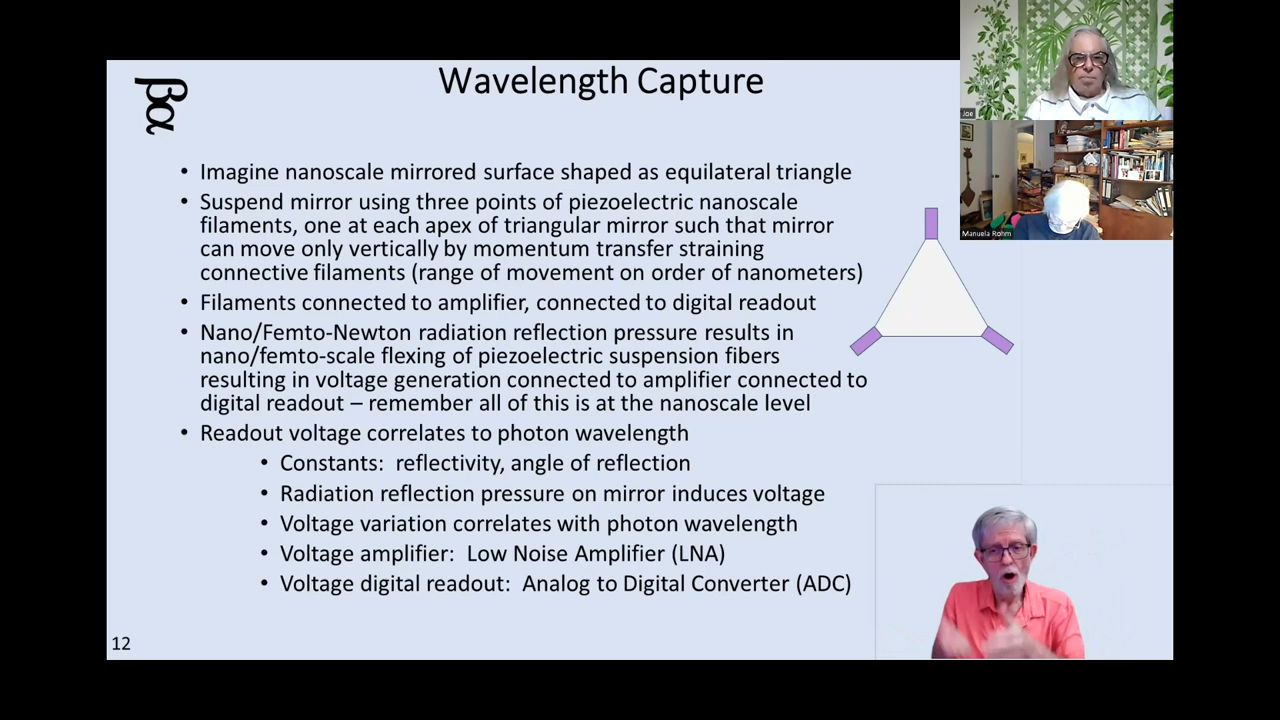 βα
Wavelength Capture
• Imagine nanoscale mirrored surface shaped as equilateral triangle
• Suspend mirror using three points of piezoelectric nanoscale
filaments, one at each apex of triangular mirror such that mirror
can move only vertically by momentum transfer straining
connective filaments (range of movement on order of nanometers)
• Filaments connected to amplifier, connected to digital readout
• Nano/Femto-Newton radiation reflection pressure results in
nano/femto-scale flexing of piezoelectric suspension fibers
resulting in voltage generation connected to amplifier connected to
digital readout – remember all of this is at the nanoscale level
• Readout voltage correlates to photon wavelength
• Constants:  reflectivity, angle of reflection
• Radiation reflection pressure on mirror induces voltage
• Voltage variation correlates with photon wavelength
• Voltage amplifier:  Low Noise Amplifier (LNA)
• Voltage digital readout:  Analog to Digital Converter (ADC)
12
Joe
Manuela Rohm